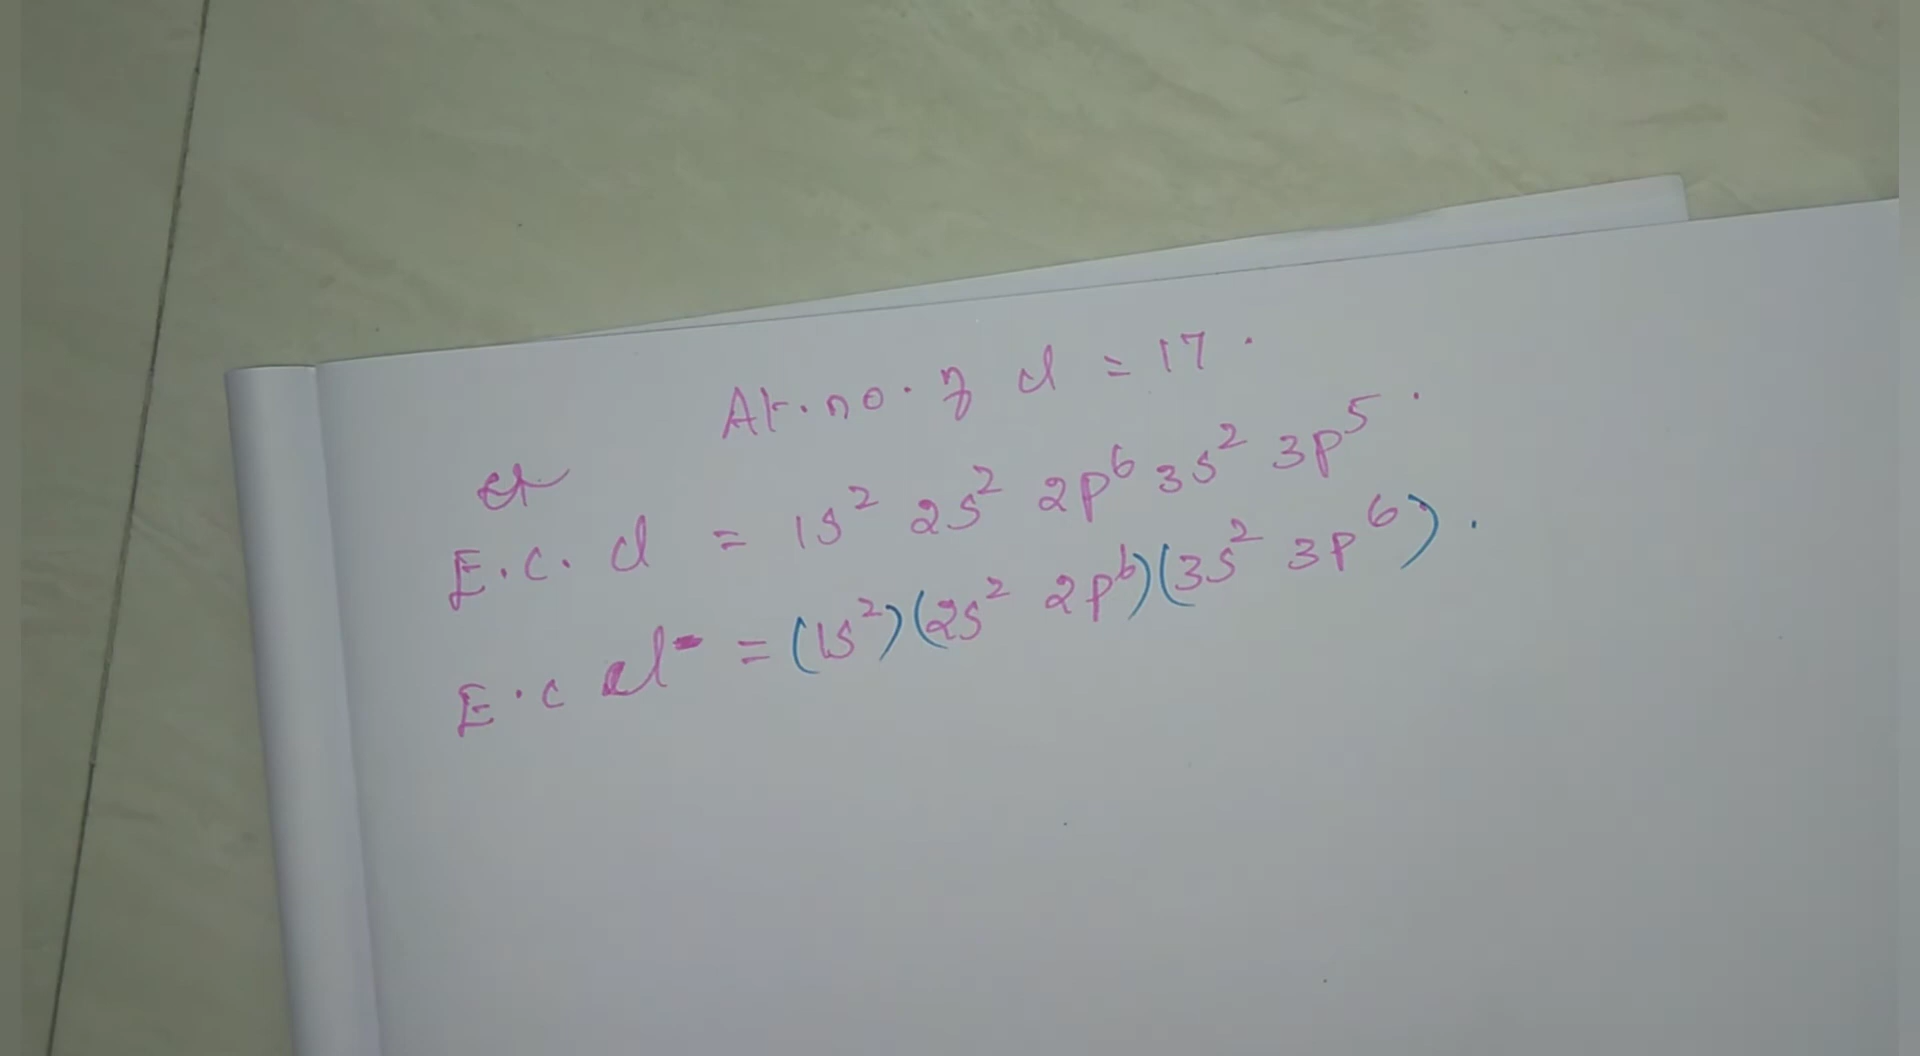 At. no. of Cl = 17.
E.C. Cl = 1s² 2s² 2p⁶ 3s² 3p⁵.
E.C Cl⁻ = (1s²)(2s² 2p⁶)(3s² 3p⁶).